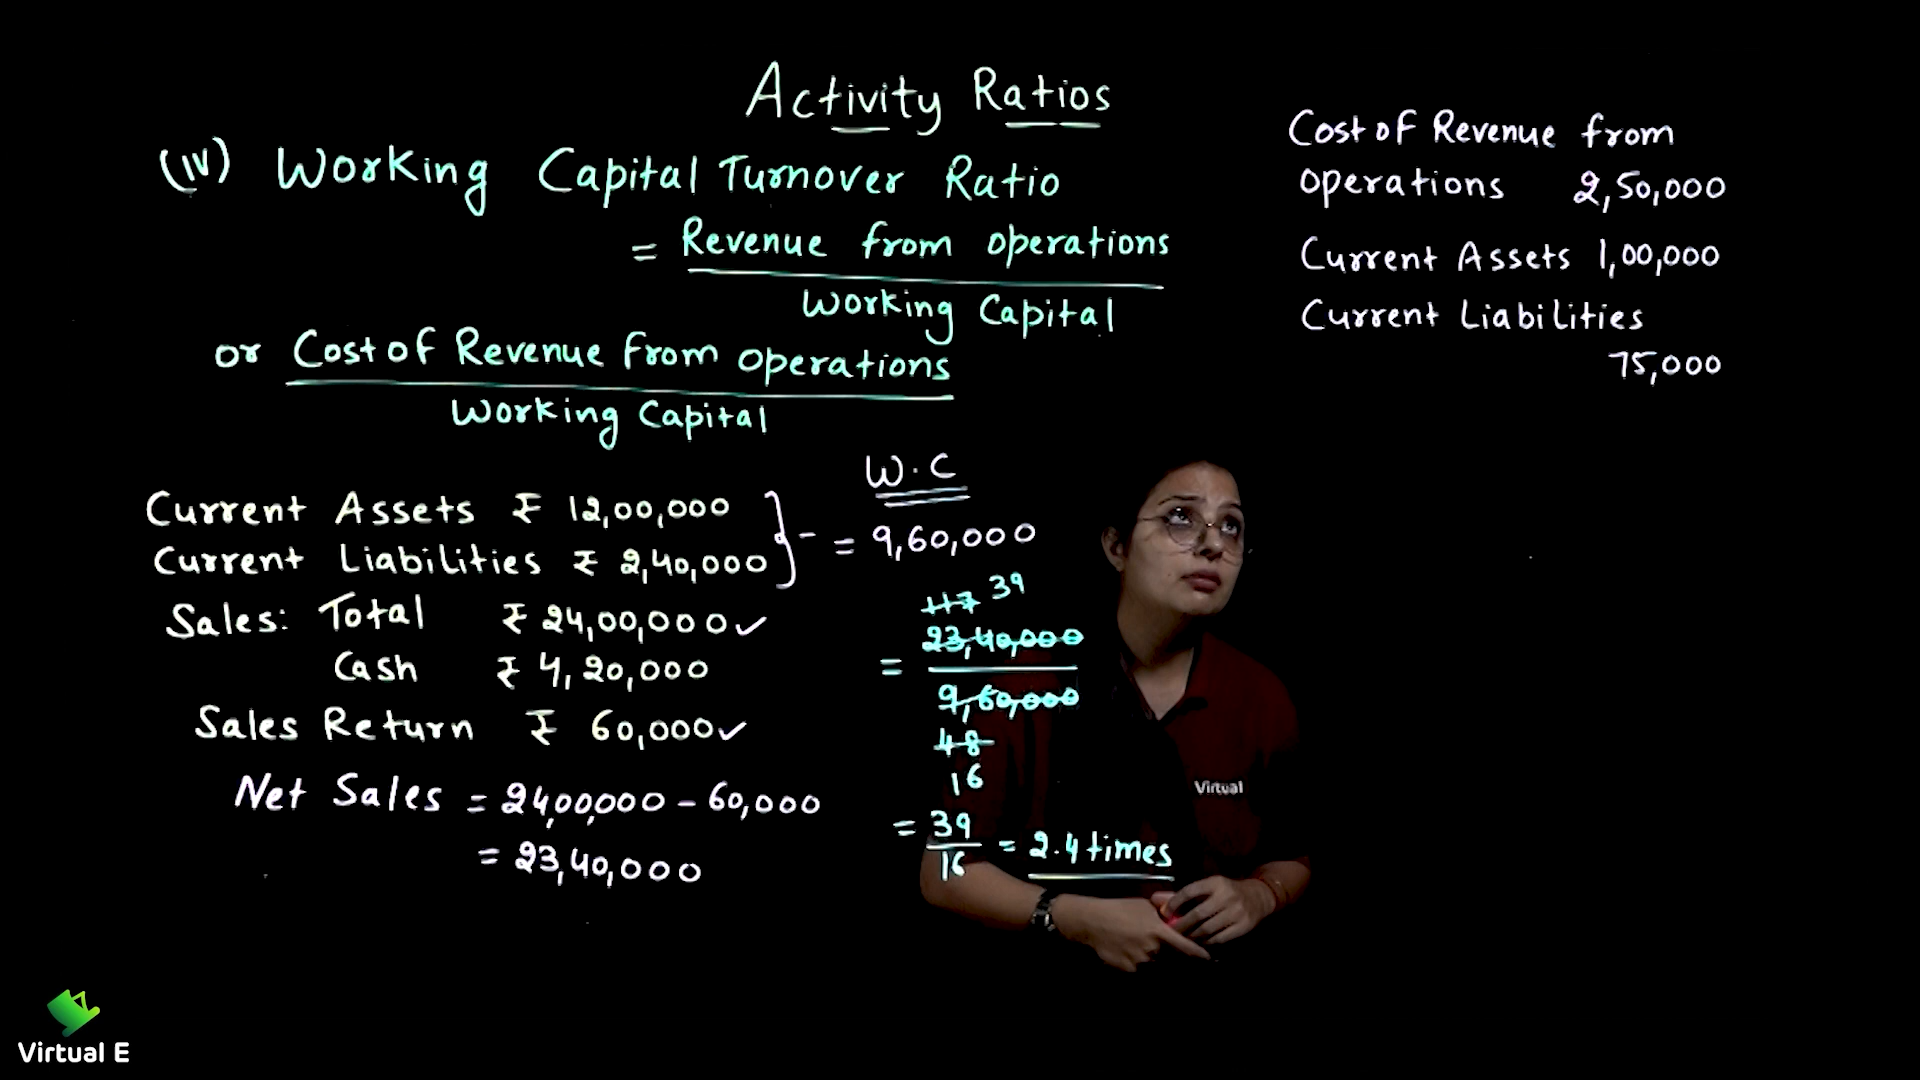 Activity Ratios
(iv) Working Capital Turnover Ratio
= Revenue from operations
Working Capital
or Cost of Revenue from operations
Working Capital
Current Assets ₹ 12,00,000
Current Liabilities ₹ 2,40,000
} - = 9,60,000
W.C
Sales: Total ₹ 24,00,000 ✓
Cash ₹ 4,20,000
Sales Return ₹ 60,000 ✓
Net Sales = 24,00,000 - 60,000
= 23,40,000
117 39
= 23,40,000
9,60,000
48
16
= 39
16
= 2.4 times
Cost of Revenue from
operations 2,50,000
Current Assets 1,00,000
Current Liabilities
75,000
Virtual
Virtual E